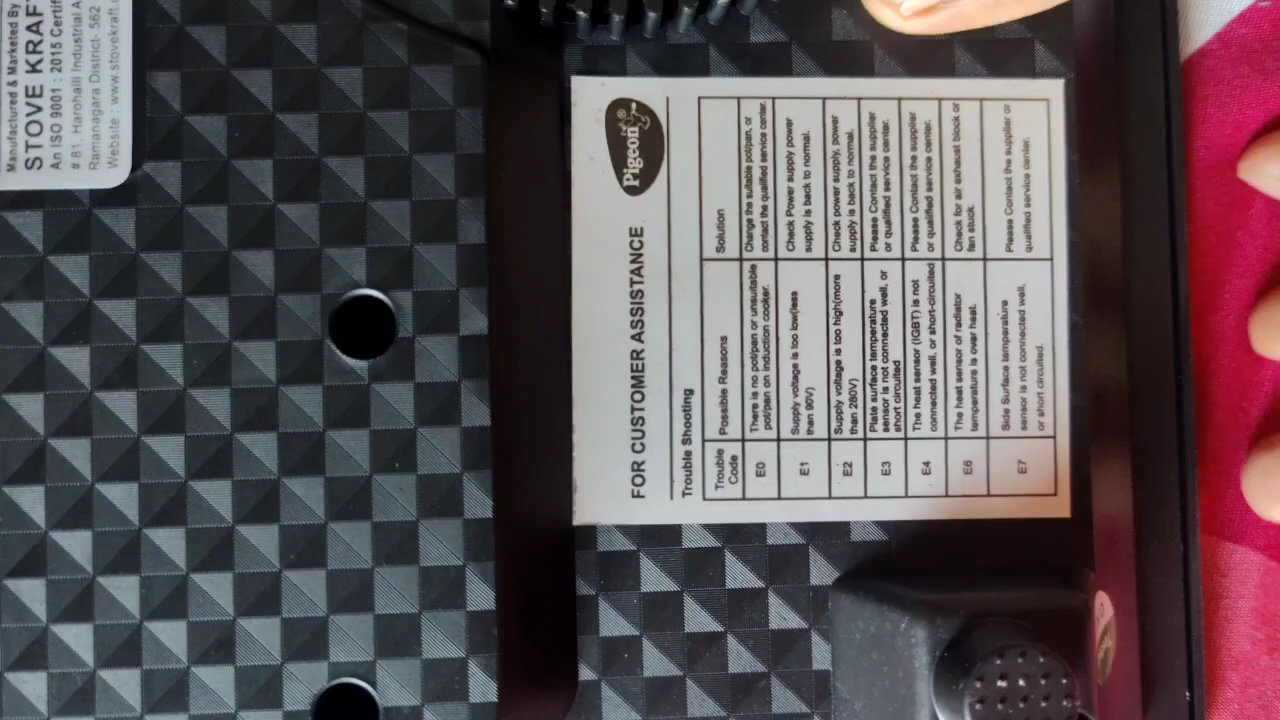 Manufactured & Marketed By
STOVE KRAF
An ISO 9001 : 2015 Certif
# 81, Harohalli Industrial A
Ramanagara District- 562
Website : www.stovekraft.
Pigeon®
FOR CUSTOMER ASSISTANCE
Trouble Shooting
Trouble Code
Possible Reasons
Solution
E0
There is no pot/pan or unsuitable
pot/pan on induction cooker.
Change the suitable pot/pan, or
contact the qualified service center.
E1
Supply voltage is too low(less
than 90V)
Check Power supply power
supply is back to normal.
E2
Supply voltage is too high(more
than 280V)
Check power supply, power
supply is back to normal.
E3
Plate surface temperature
sensor is not connected well, or
short circuited
Please Contact the supplier
or qualified service center.
E4
The heat sensor (IGBT) is not
connected well, or short-circuited
Please Contact the supplier
or qualified service center.
E6
The heat sensor of radiator
temperature is over heat.
Check for air exhaust block or
fan stuck.
E7
Side Surface temperature
sensor is not connected well,
or short circuited.
Please Contact the supplier or
qualified service center.